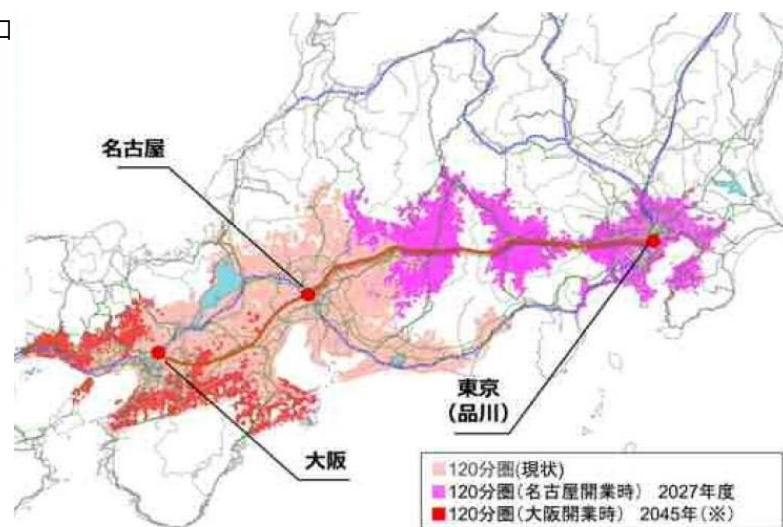 名古屋
東京
(品川)
大阪
120分圏(現状)
120分圏(名古屋開業時) 2027年度
120分圏(大阪開業時) 2045年(※)